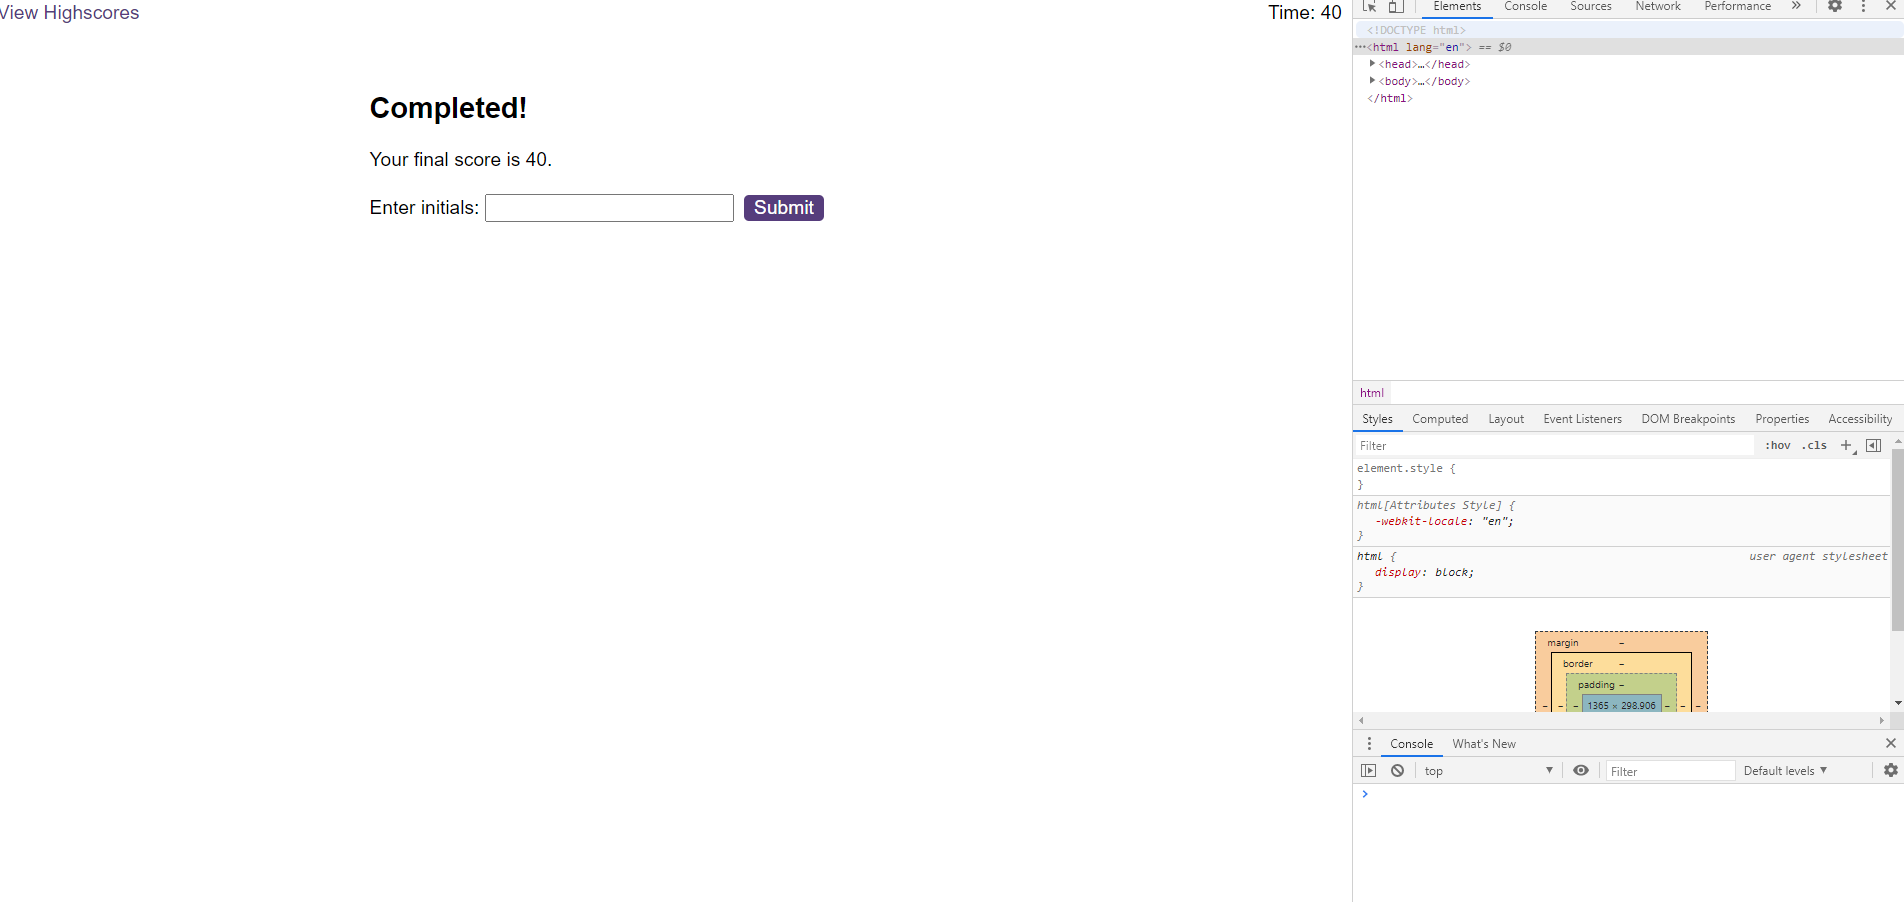 View Highscores
Time: 40
Completed!
Your final score is 40.
Enter initials:
Submit
Elements Console Sources Network Performance »
<!DOCTYPE html>
···<html lang="en"> == $0
<head>…</head>
<body>…</body>
</html>
html
Styles Computed Layout Event Listeners DOM Breakpoints Properties Accessibility
Filter :hov .cls +
element.style {
}
html[Attributes Style] {
-webkit-locale: "en";
}
html { user agent stylesheet
display: block;
}
margin –
border –
padding –
– – – 1365 × 298.906 – – –
Console What's New
top Filter Default levels